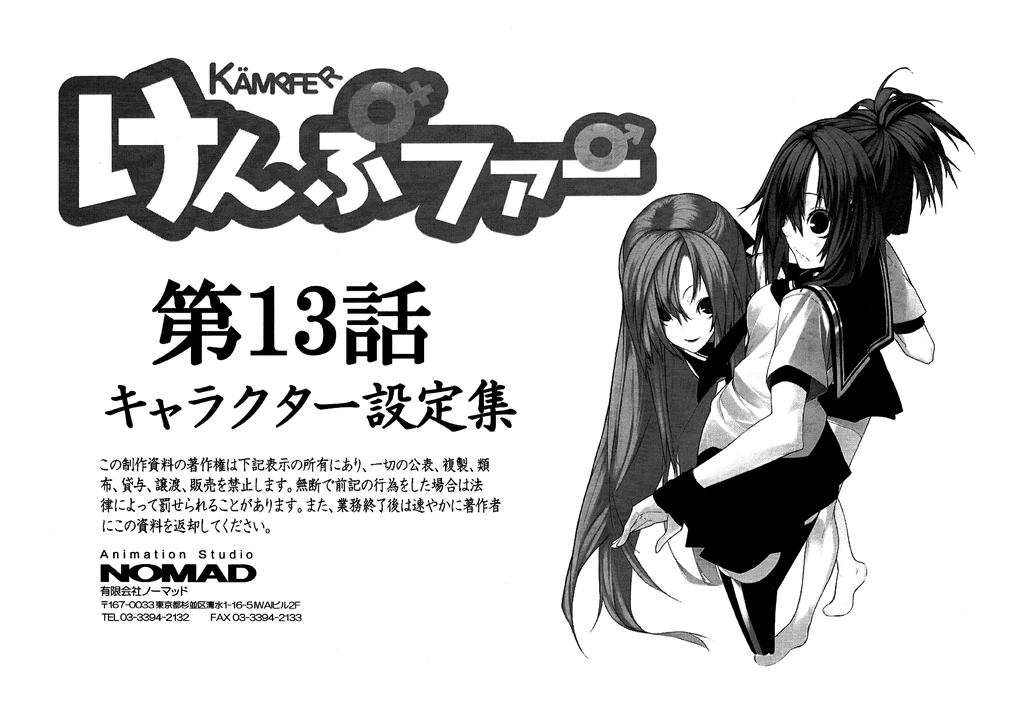 KÄMPFER
けんぷファー
第13話
キャラクター設定集
この制作資料の著作権は下記表示の所有にあり、一切の公表、複製、類
布、貸与、譲渡、販売を禁止します。無断で前記の行為をした場合は法
律によって罰せられることがあります。また、業務終了後は速やかに著作者
にこの資料を返却してください。
Animation Studio
NOMAD
有限会社ノーマッド
〒167-0033 東京都杉並区清水1-16-5 IWAIビル2F
TEL 03-3394-2132 FAX 03-3394-2133